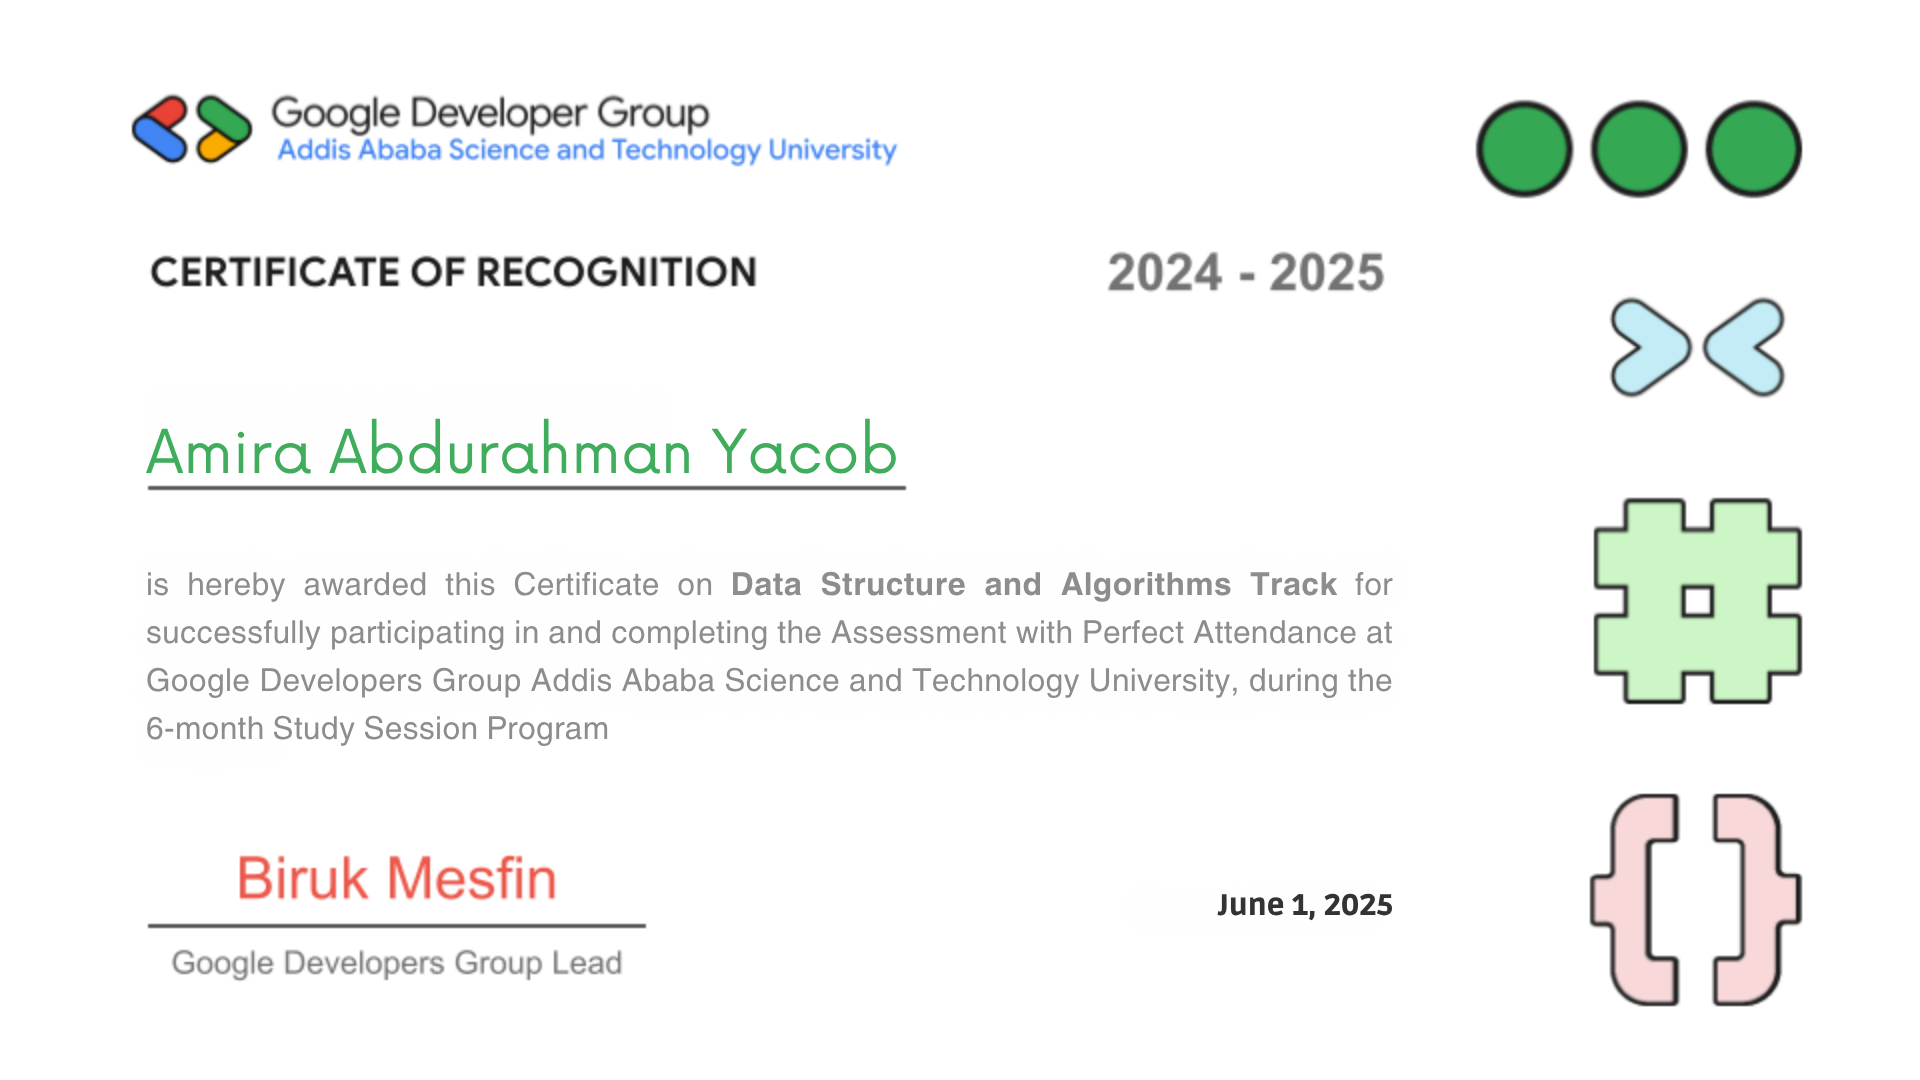 Google Developer Group
Addis Ababa Science and Technology University
CERTIFICATE OF RECOGNITION
2024 - 2025
Amira Abdurahman Yacob
is hereby awarded this Certificate on Data Structure and Algorithms Track for
successfully participating in and completing the Assessment with Perfect Attendance at
Google Developers Group Addis Ababa Science and Technology University, during the
6-month Study Session Program
Biruk Mesfin
Google Developers Group Lead
June 1, 2025